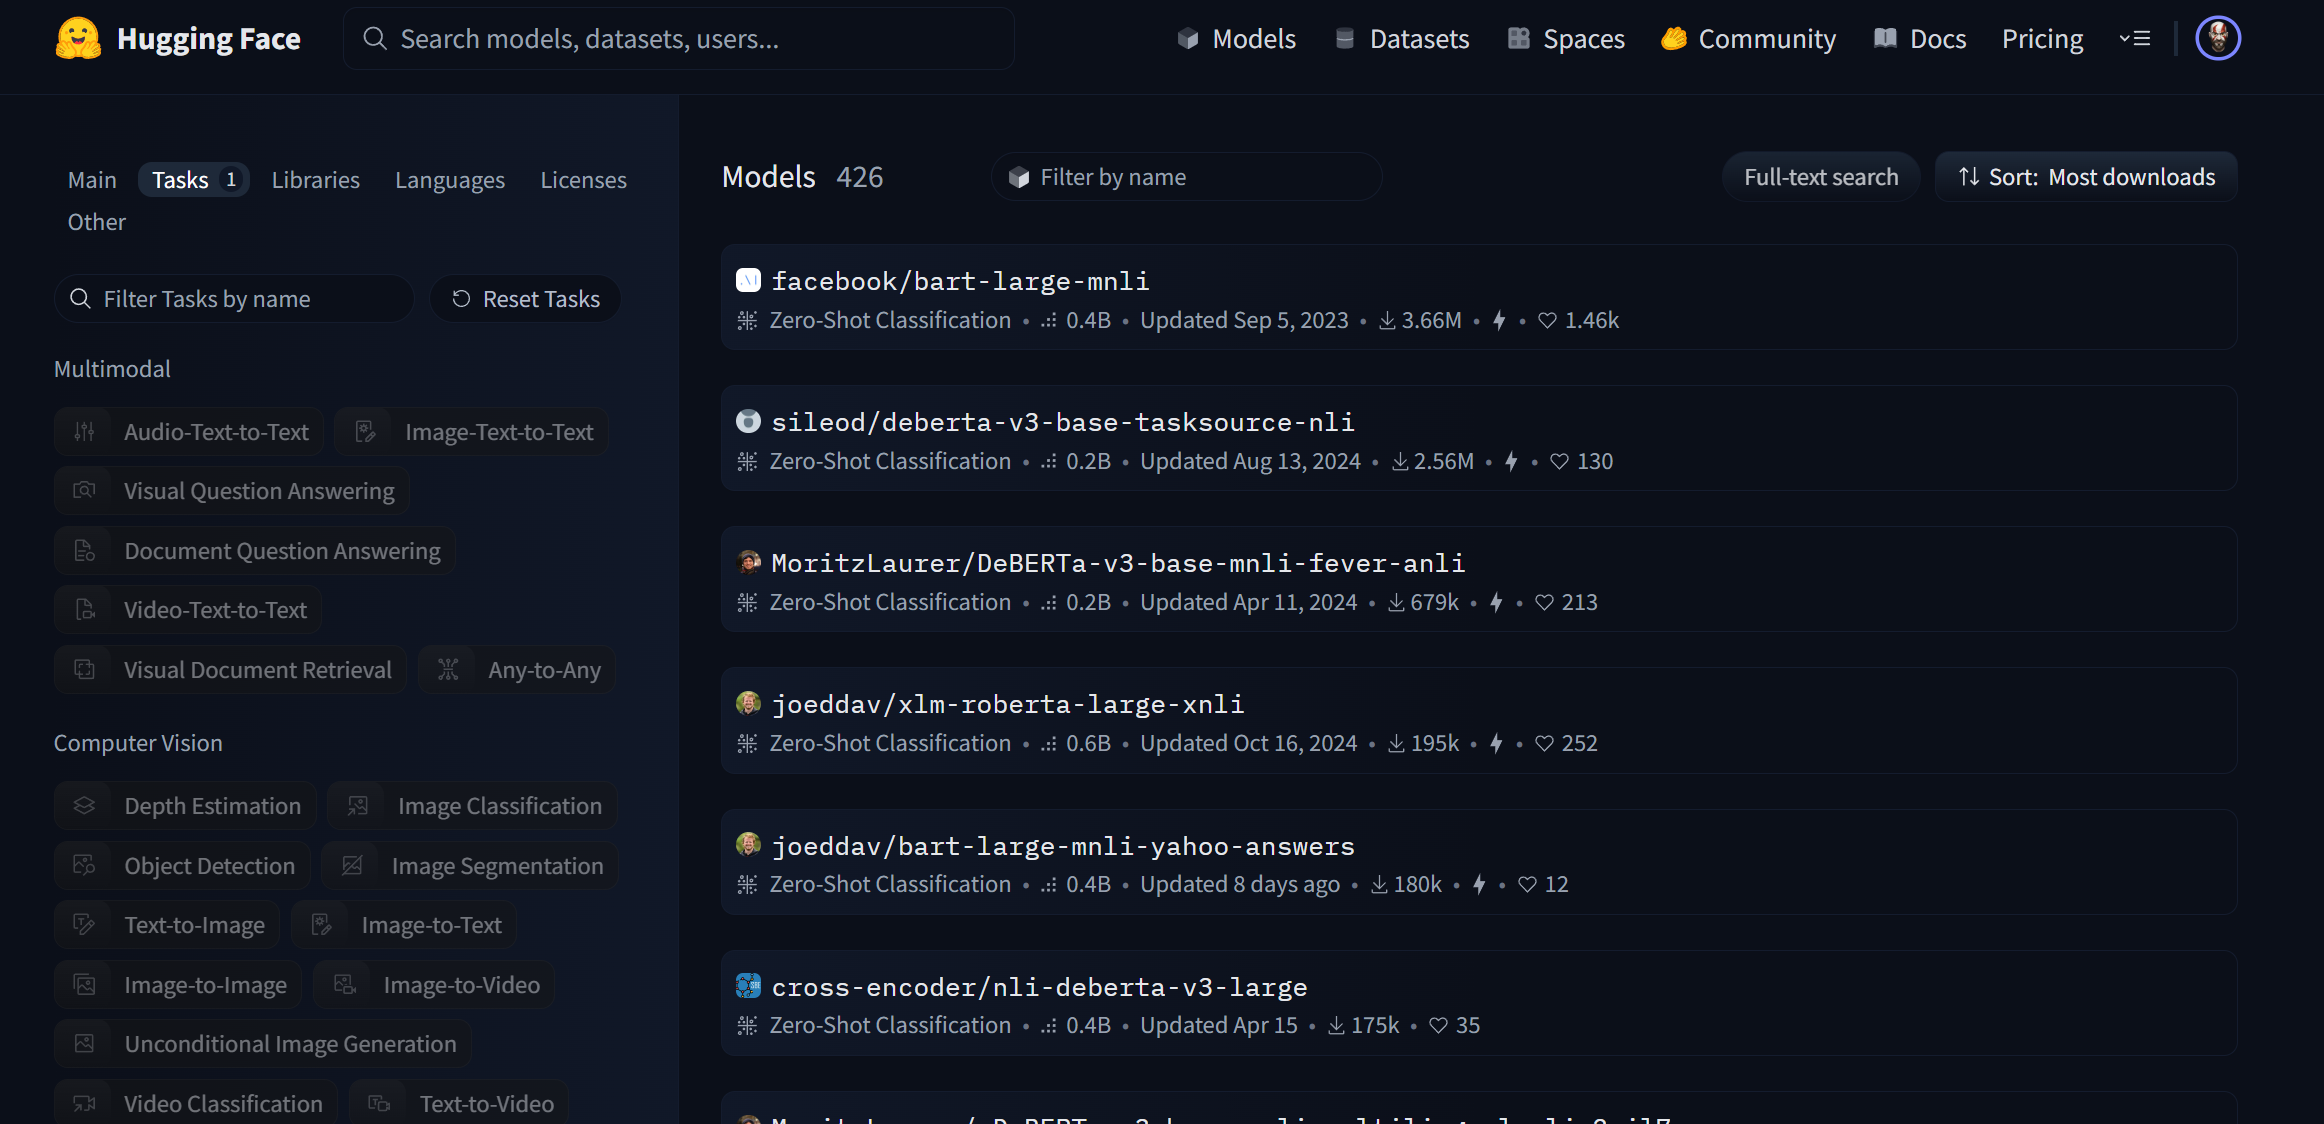 Hugging Face
Search models, datasets, users...
Models
Datasets
Spaces
Community
Docs
Pricing
Main
Tasks 1
Libraries
Languages
Licenses
Other
Filter Tasks by name
Reset Tasks
Multimodal
Audio-Text-to-Text
Image-Text-to-Text
Visual Question Answering
Document Question Answering
Video-Text-to-Text
Visual Document Retrieval
Any-to-Any
Computer Vision
Depth Estimation
Image Classification
Object Detection
Image Segmentation
Text-to-Image
Image-to-Text
Image-to-Image
Image-to-Video
Unconditional Image Generation
Video Classification
Text-to-Video
Models 426
Filter by name
Full-text search
Sort: Most downloads
facebook/bart-large-mnli
Zero-Shot Classification • 0.4B • Updated Sep 5, 2023 • 3.66M • • 1.46k
sileod/deberta-v3-base-tasksource-nli
Zero-Shot Classification • 0.2B • Updated Aug 13, 2024 • 2.56M • • 130
MoritzLaurer/DeBERTa-v3-base-mnli-fever-anli
Zero-Shot Classification • 0.2B • Updated Apr 11, 2024 • 679k • • 213
joeddav/xlm-roberta-large-xnli
Zero-Shot Classification • 0.6B • Updated Oct 16, 2024 • 195k • • 252
joeddav/bart-large-mnli-yahoo-answers
Zero-Shot Classification • 0.4B • Updated 8 days ago • 180k • • 12
cross-encoder/nli-deberta-v3-large
Zero-Shot Classification • 0.4B • Updated Apr 15 • 175k • 35